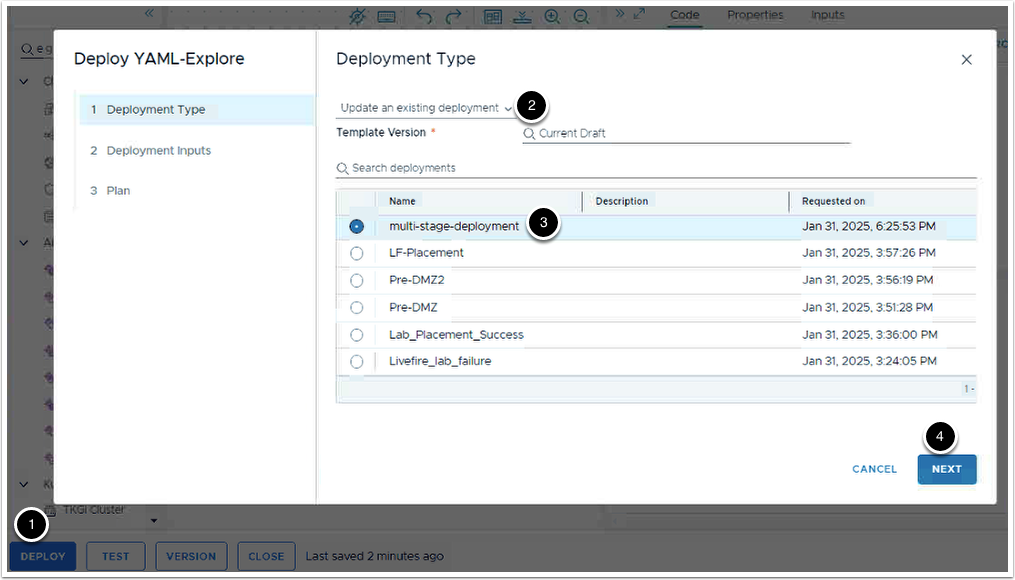 Code Properties Inputs
Deploy YAML-Explore
1 Deployment Type
2 Deployment Inputs
3 Plan
Deployment Type
Update an existing deployment 2
Template Version * Current Draft
Search deployments
Name Description Requested on
multi-stage-deployment 3 Jan 31, 2025, 6:25:53 PM
LF-Placement Jan 31, 2025, 3:57:26 PM
Pre-DMZ2 Jan 31, 2025, 3:56:19 PM
Pre-DMZ Jan 31, 2025, 3:51:28 PM
Lab_Placement_Success Jan 31, 2025, 3:36:00 PM
Livefire_lab_failure Jan 31, 2025, 3:24:05 PM
1 -
4
CANCEL NEXT
TKGI Cluster
1
DEPLOY TEST VERSION CLOSE Last saved 2 minutes ago